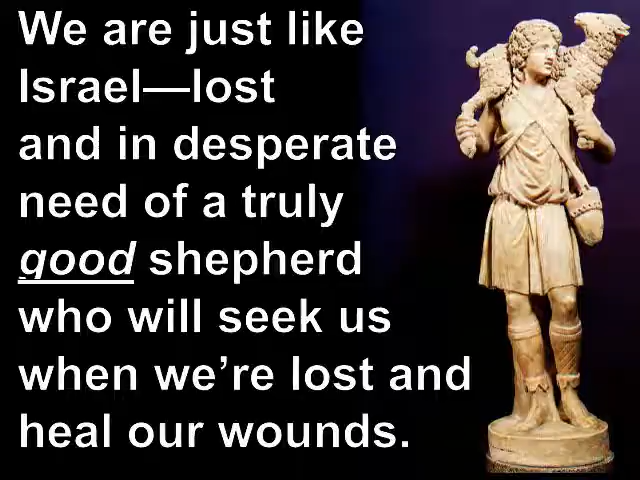 We are just like
Israel—lost
and in desperate
need of a truly
good shepherd
who will seek us
when we’re lost and
heal our wounds.